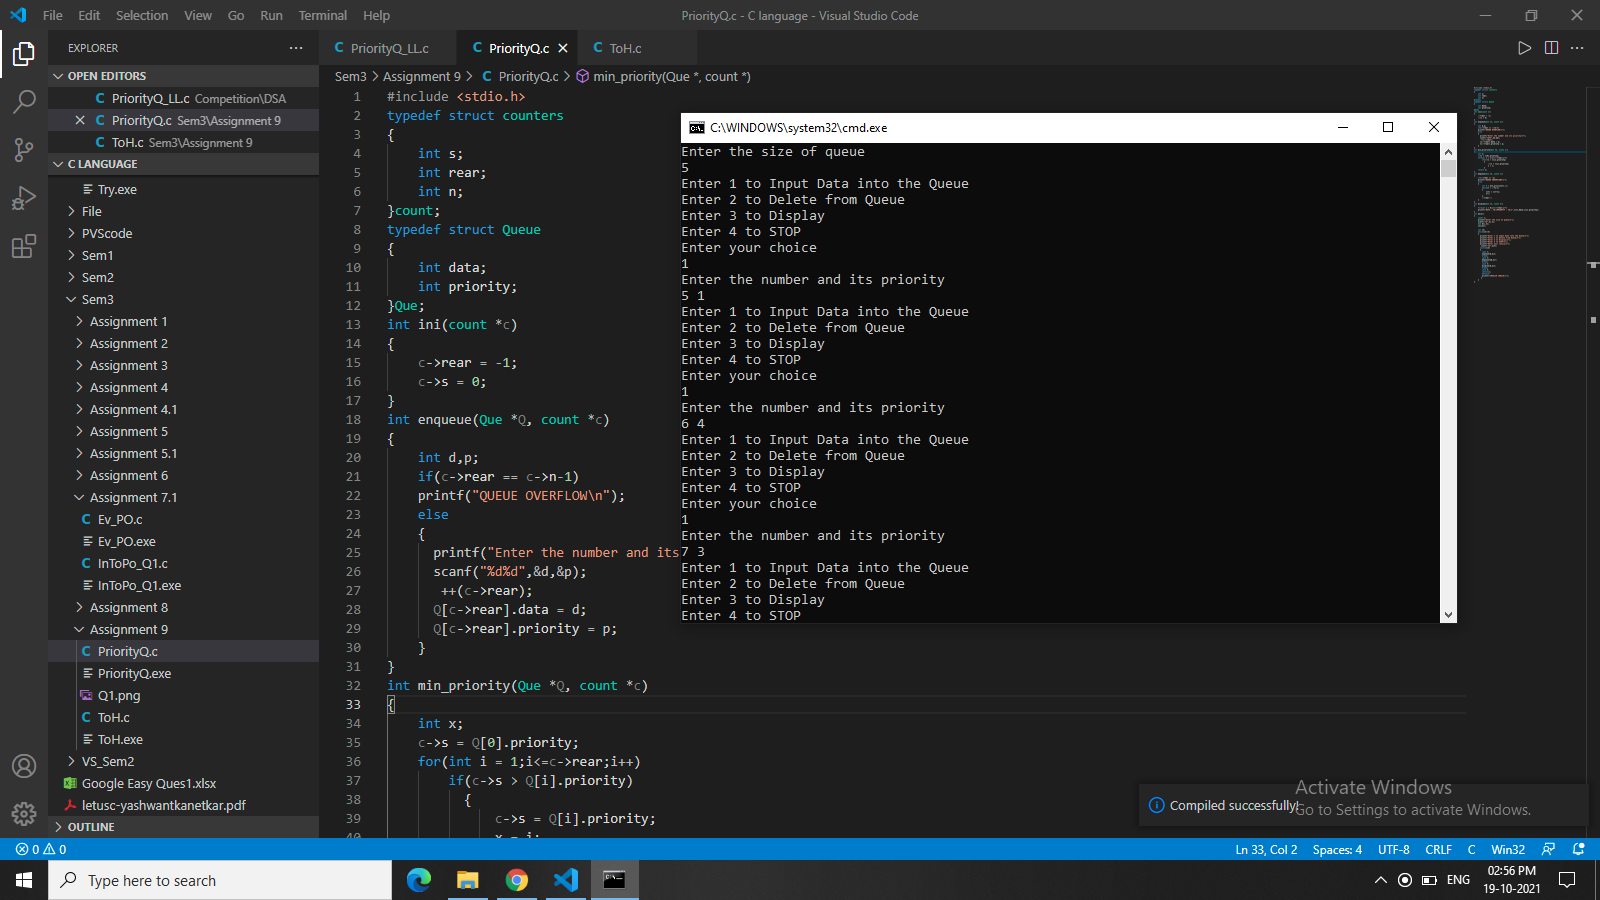 File Edit Selection View Go Run Terminal Help
PriorityQ.c - C language - Visual Studio Code
EXPLORER
OPEN EDITORS
PriorityQ_LL.c Competition\DSA
PriorityQ.c Sem3\Assignment 9
ToH.c Sem3\Assignment 9
C LANGUAGE
Try.exe
File
PVScode
Sem1
Sem2
Sem3
Assignment 1
Assignment 2
Assignment 3
Assignment 4
Assignment 4.1
Assignment 5
Assignment 5.1
Assignment 6
Assignment 7.1
C Ev_PO.c
Ev_PO.exe
C InToPo_Q1.c
InToPo_Q1.exe
Assignment 8
Assignment 9
C PriorityQ.c
PriorityQ.exe
Q1.png
C ToH.c
ToH.exe
VS_Sem2
Google Easy Ques1.xlsx
letusc-yashwantkanetkar.pdf
OUTLINE
C PriorityQ_LL.c C PriorityQ.c C ToH.c
Sem3 > Assignment 9 > C PriorityQ.c > min_priority(Que *, count *)
1 #include <stdio.h>
2 typedef struct counters
3 {
4 int s;
5 int rear;
6 int n;
7 }count;
8 typedef struct Queue
9 {
10 int data;
11 int priority;
12 }Que;
13 int ini(count *c)
14 {
15 c->rear = -1;
16 c->s = 0;
17 }
18 int enqueue(Que *Q, count *c)
19 {
20 int d,p;
21 if(c->rear == c->n-1)
22 printf("QUEUE OVERFLOW\n");
23 else
24 {
25 printf("Enter the number and its
26 scanf("%d%d",&d,&p);
27 ++(c->rear);
28 Q[c->rear].data = d;
29 Q[c->rear].priority = p;
30 }
31 }
32 int min_priority(Que *Q, count *c)
33 {
34 int x;
35 c->s = Q[0].priority;
36 for(int i = 1;i<=c->rear;i++)
37 if(c->s > Q[i].priority)
38 {
39 c->s = Q[i].priority;
40 x = i;
C:\WINDOWS\system32\cmd.exe
Enter the size of queue
5
Enter 1 to Input Data into the Queue
Enter 2 to Delete from Queue
Enter 3 to Display
Enter 4 to STOP
Enter your choice
1
Enter the number and its priority
5 1
Enter 1 to Input Data into the Queue
Enter 2 to Delete from Queue
Enter 3 to Display
Enter 4 to STOP
Enter your choice
1
Enter the number and its priority
6 4
Enter 1 to Input Data into the Queue
Enter 2 to Delete from Queue
Enter 3 to Display
Enter 4 to STOP
Enter your choice
1
Enter the number and its priority
7 3
Enter 1 to Input Data into the Queue
Enter 2 to Delete from Queue
Enter 3 to Display
Enter 4 to STOP
Compiled successfully!
Activate Windows
Go to Settings to activate Windows.
0 0
Ln 33, Col 2 Spaces: 4 UTF-8 CRLF C Win32
Type here to search
ENG
02:56 PM
19-10-2021